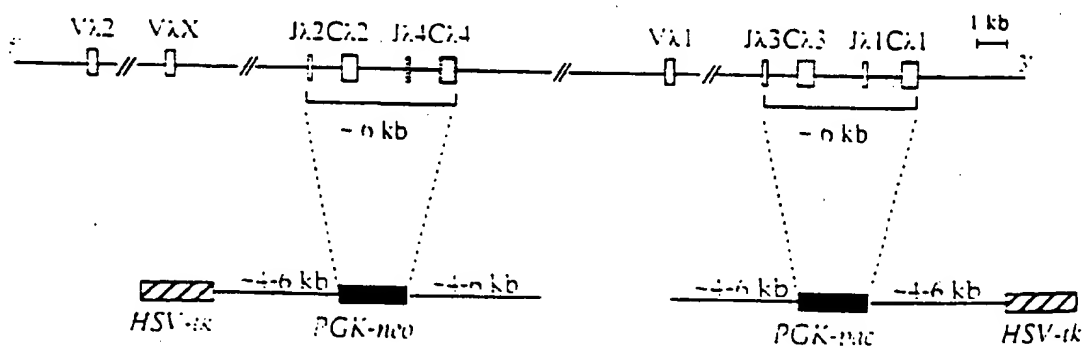 Vλ2 VλX Jλ2Cλ2 Jλ4Cλ4 Vλ1 Jλ3Cλ3 Jλ1Cλ1 1 kb
5' 3'
~6 kb ~6 kb
~4-6 kb ~4-6 kb ~4-6 kb ~4-6 kb
HSV-tk PGK-neo PGK-pac HSV-tk